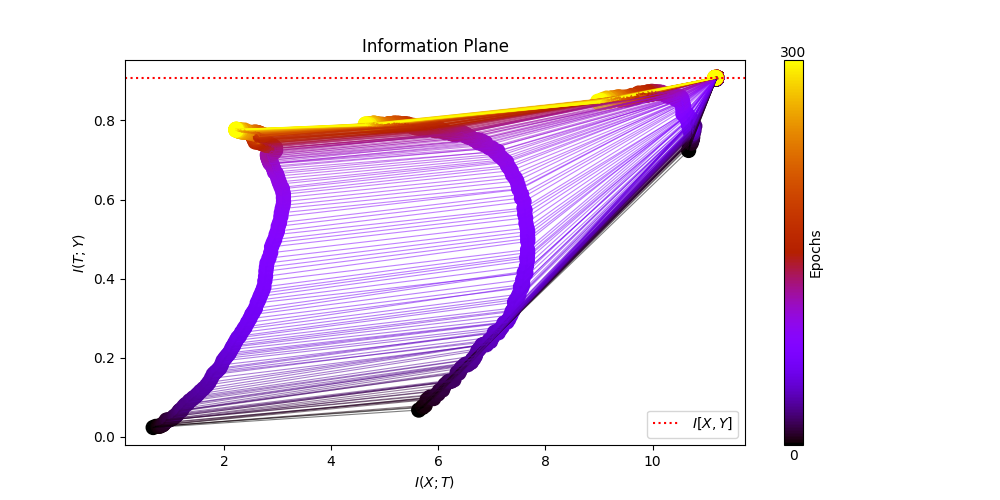 Information Plane
300
0.8
0.6
0.4
0.2
0.0
I(T; Y)
Epochs
I[X, Y]
2
4
6
8
10
0
I(X; T)